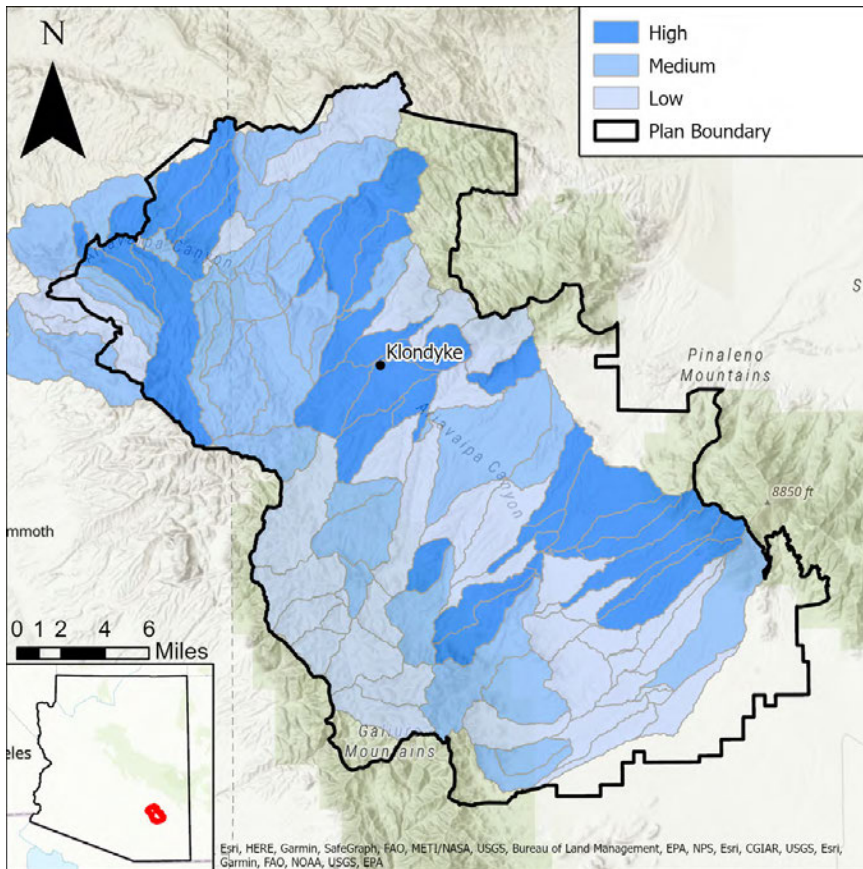 N
High
Medium
Low
Plan Boundary
Aravaipa Canyon
Klondyke
Pinaleno
Mountains
S
Aravaipa Canyon
8850 ft
mmoth
0 1 2 4 6
Miles
Mountains
eles
Esri, HERE, Garmin, SafeGraph, FAO, METI/NASA, USGS, Bureau of Land Management, EPA, NPS, Esri, CGIAR, USGS, Esri,
Garmin, FAO, NOAA, USGS, EPA